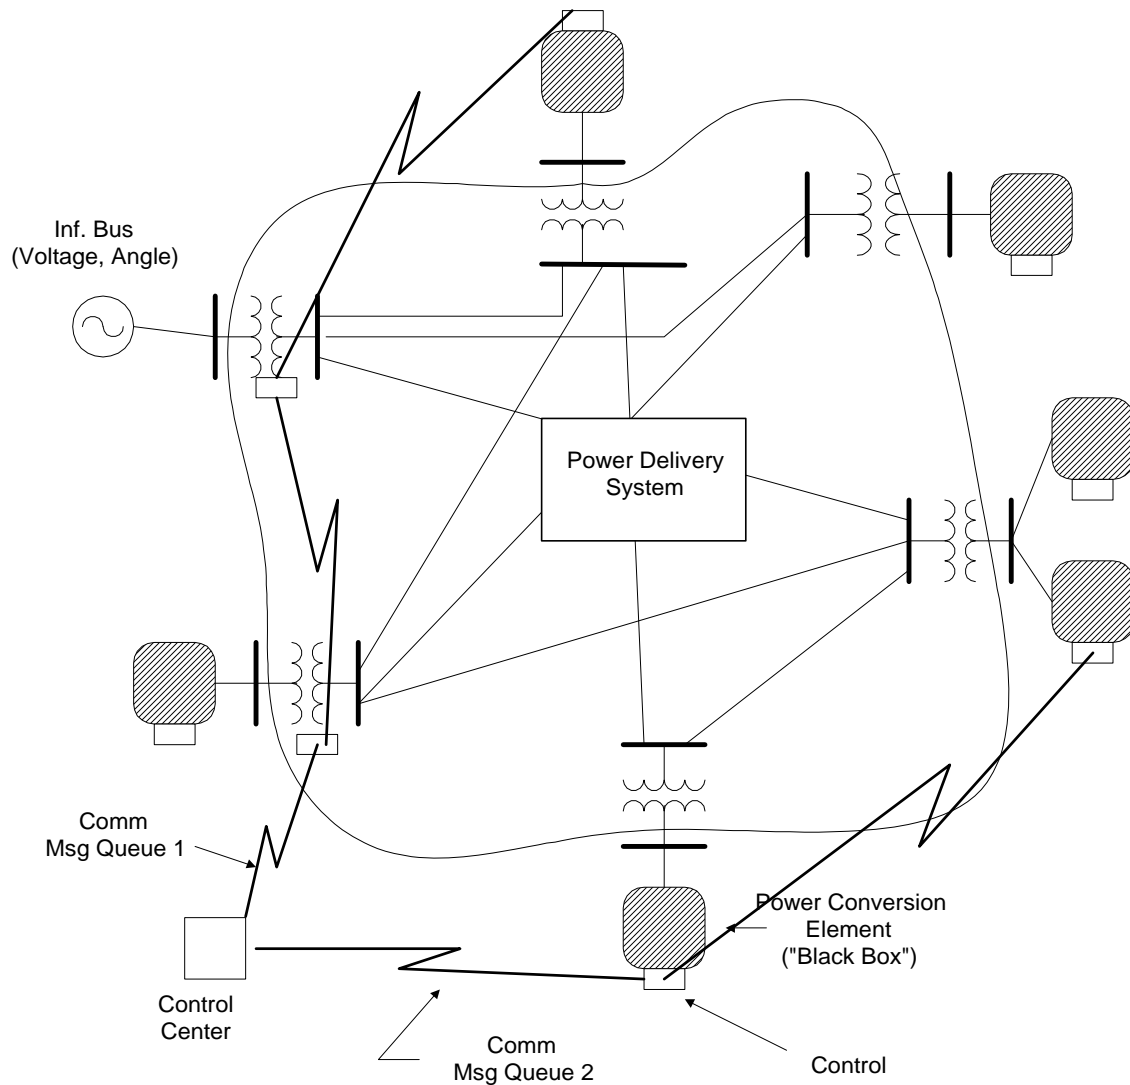 Inf. Bus
(Voltage, Angle)
Power Delivery
System
Comm
Msg Queue 1
Power Conversion
Element
("Black Box")
Control
Center
Comm
Msg Queue 2
Control